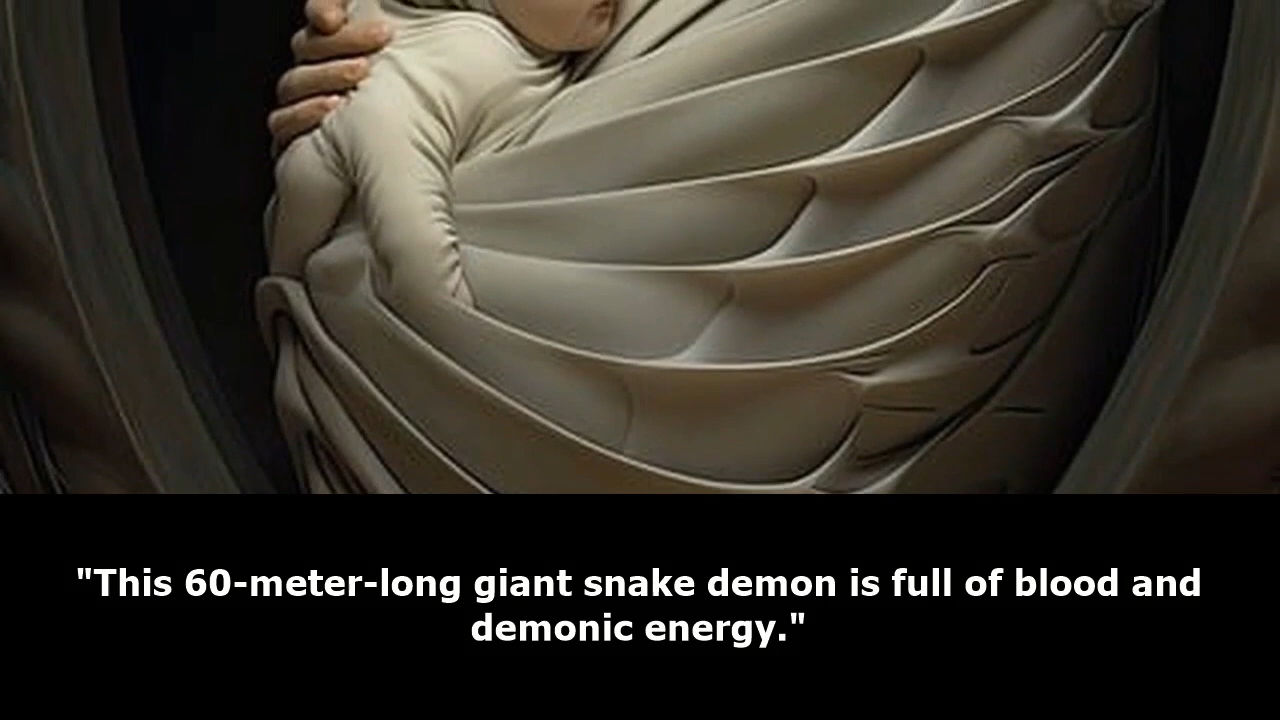 "This 60-meter-long giant snake demon is full of blood and
demonic energy."